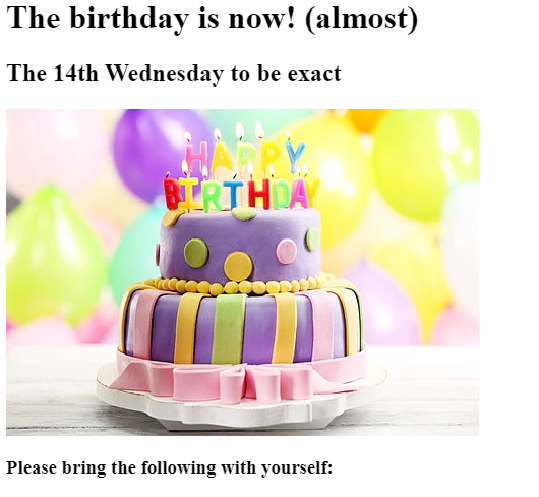 The birthday is now! (almost)
The 14th Wednesday to be exact
HAPPY
BIRTHDAY
Please bring the following with yourself: